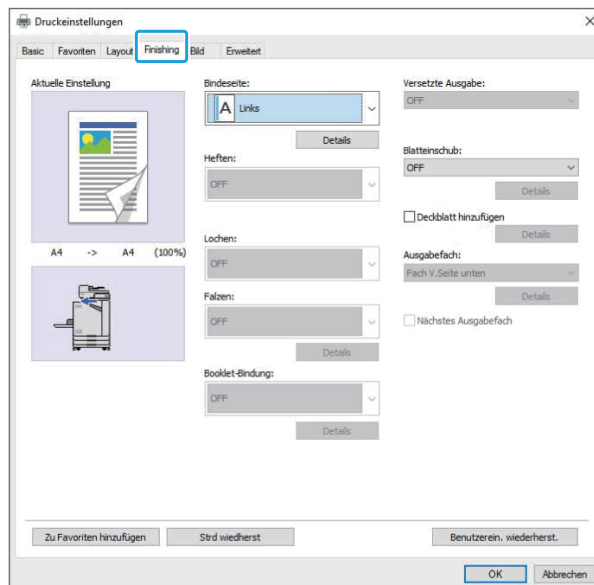 Druckeinstellungen
Basic Favoriten Layout Finishing Bild Erweitert
Aktuelle Einstellung
A4 -> A4 (100%)
Bindeseite:
A Links
Details
Heften:
OFF
Lochen:
OFF
Falzen:
OFF
Details
Booklet-Bindung:
OFF
Details
Versetzte Ausgabe:
OFF
Blatteinschub:
OFF
Details
Deckblatt hinzufügen
Details
Ausgabefach:
Fach V.Seite unten
Details
Nächstes Ausgabefach
Zu Favoriten hinzufügen Strd wiedherst Benutzerein. wiederherst.
OK Abbrechen